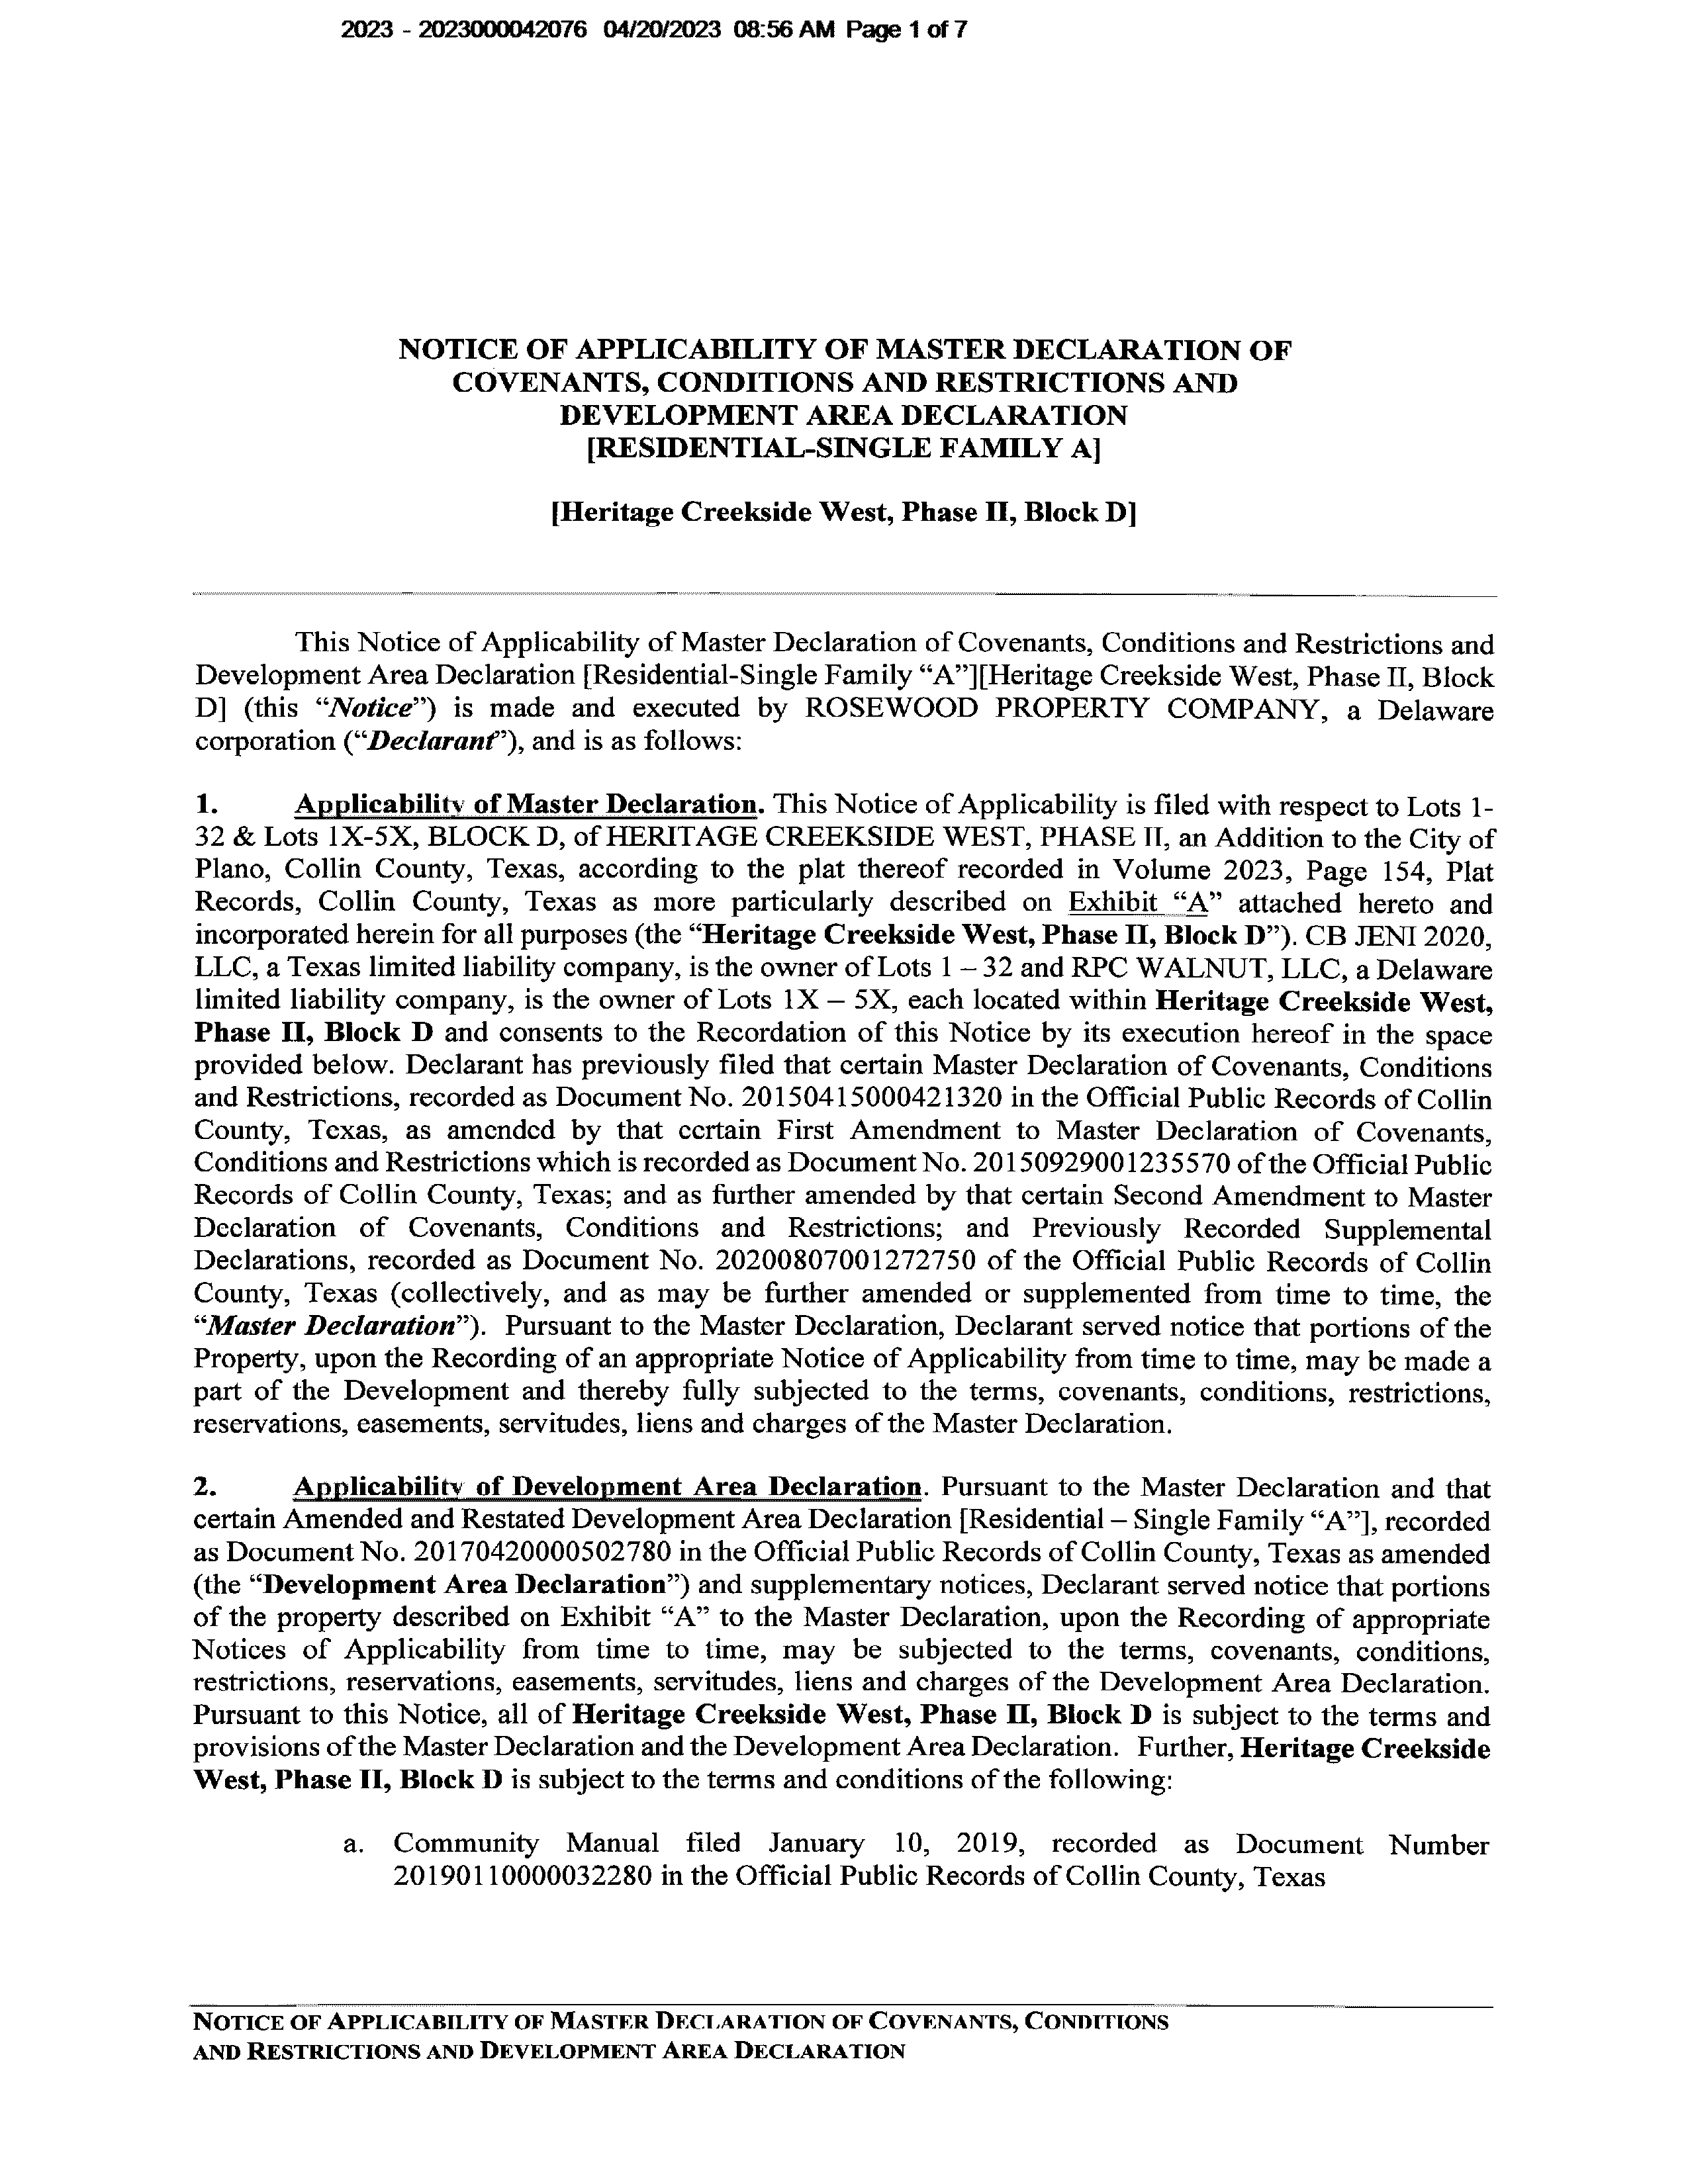 2023 - 2023000042076 04/20/2023 08:56 AM Page 1 of 7
NOTICE OF APPLICABILITY OF MASTER DECLARATION OF
COVENANTS, CONDITIONS AND RESTRICTIONS AND
DEVELOPMENT AREA DECLARATION
[RESIDENTIAL-SINGLE FAMILY A]
[Heritage Creekside West, Phase II, Block D]
This Notice of Applicability of Master Declaration of Covenants, Conditions and Restrictions and
Development Area Declaration [Residential-Single Family “A”][Heritage Creekside West, Phase II, Block
D] (this “Notice”) is made and executed by ROSEWOOD PROPERTY COMPANY, a Delaware
corporation (“Declarant”), and is as follows:
1. Applicability of Master Declaration. This Notice of Applicability is filed with respect to Lots 1-
32 & Lots 1X-5X, BLOCK D, of HERITAGE CREEKSIDE WEST, PHASE II, an Addition to the City of
Plano, Collin County, Texas, according to the plat thereof recorded in Volume 2023, Page 154, Plat
Records, Collin County, Texas as more particularly described on Exhibit “A” attached hereto and
incorporated herein for all purposes (the “Heritage Creekside West, Phase II, Block D”). CB JENI 2020,
LLC, a Texas limited liability company, is the owner of Lots 1 – 32 and RPC WALNUT, LLC, a Delaware
limited liability company, is the owner of Lots 1X – 5X, each located within Heritage Creekside West,
Phase II, Block D and consents to the Recordation of this Notice by its execution hereof in the space
provided below. Declarant has previously filed that certain Master Declaration of Covenants, Conditions
and Restrictions, recorded as Document No. 20150415000421320 in the Official Public Records of Collin
County, Texas, as amended by that certain First Amendment to Master Declaration of Covenants,
Conditions and Restrictions which is recorded as Document No. 20150929001235570 of the Official Public
Records of Collin County, Texas; and as further amended by that certain Second Amendment to Master
Declaration of Covenants, Conditions and Restrictions; and Previously Recorded Supplemental
Declarations, recorded as Document No. 20200807001272750 of the Official Public Records of Collin
County, Texas (collectively, and as may be further amended or supplemented from time to time, the
“Master Declaration”). Pursuant to the Master Declaration, Declarant served notice that portions of the
Property, upon the Recording of an appropriate Notice of Applicability from time to time, may be made a
part of the Development and thereby fully subjected to the terms, covenants, conditions, restrictions,
reservations, easements, servitudes, liens and charges of the Master Declaration.
2. Applicability of Development Area Declaration. Pursuant to the Master Declaration and that
certain Amended and Restated Development Area Declaration [Residential – Single Family “A”], recorded
as Document No. 20170420000502780 in the Official Public Records of Collin County, Texas as amended
(the “Development Area Declaration”) and supplementary notices, Declarant served notice that portions
of the property described on Exhibit “A” to the Master Declaration, upon the Recording of appropriate
Notices of Applicability from time to time, may be subjected to the terms, covenants, conditions,
restrictions, reservations, easements, servitudes, liens and charges of the Development Area Declaration.
Pursuant to this Notice, all of Heritage Creekside West, Phase II, Block D is subject to the terms and
provisions of the Master Declaration and the Development Area Declaration. Further, Heritage Creekside
West, Phase II, Block D is subject to the terms and conditions of the following:
a. Community Manual filed January 10, 2019, recorded as Document Number
20190110000032280 in the Official Public Records of Collin County, Texas
NOTICE OF APPLICABILITY OF MASTER DECLARATION OF COVENANTS, CONDITIONS
AND RESTRICTIONS AND DEVELOPMENT AREA DECLARATION